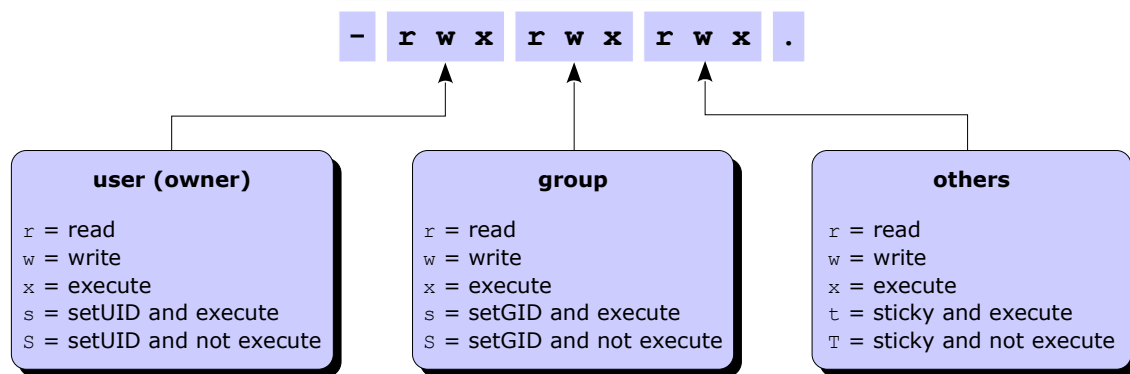 - r w x r w x r w x .
user (owner)
r = read
w = write
x = execute
s = setUID and execute
S = setUID and not execute
group
r = read
w = write
x = execute
s = setGID and execute
S = setGID and not execute
others
r = read
w = write
x = execute
t = sticky and execute
T = sticky and not execute